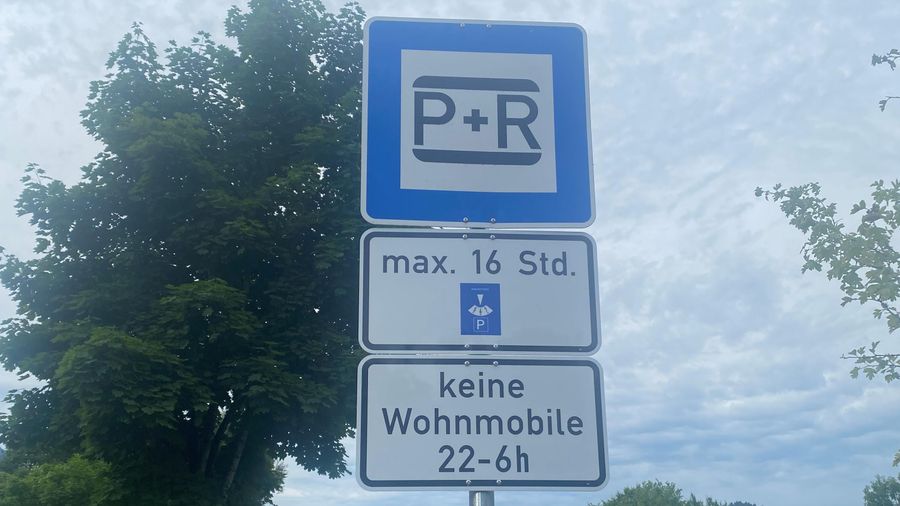 P+R
max. 16 Std.
P
keine
Wohnmobile
22-6h